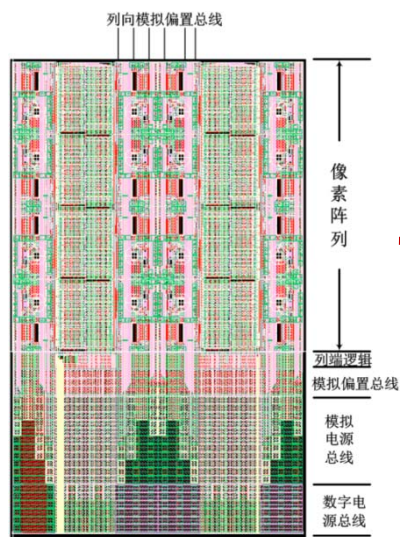 列向模拟偏置总线
像素阵列
列端逻辑
模拟偏置总线
模拟
电源
总线
数字电
源总线